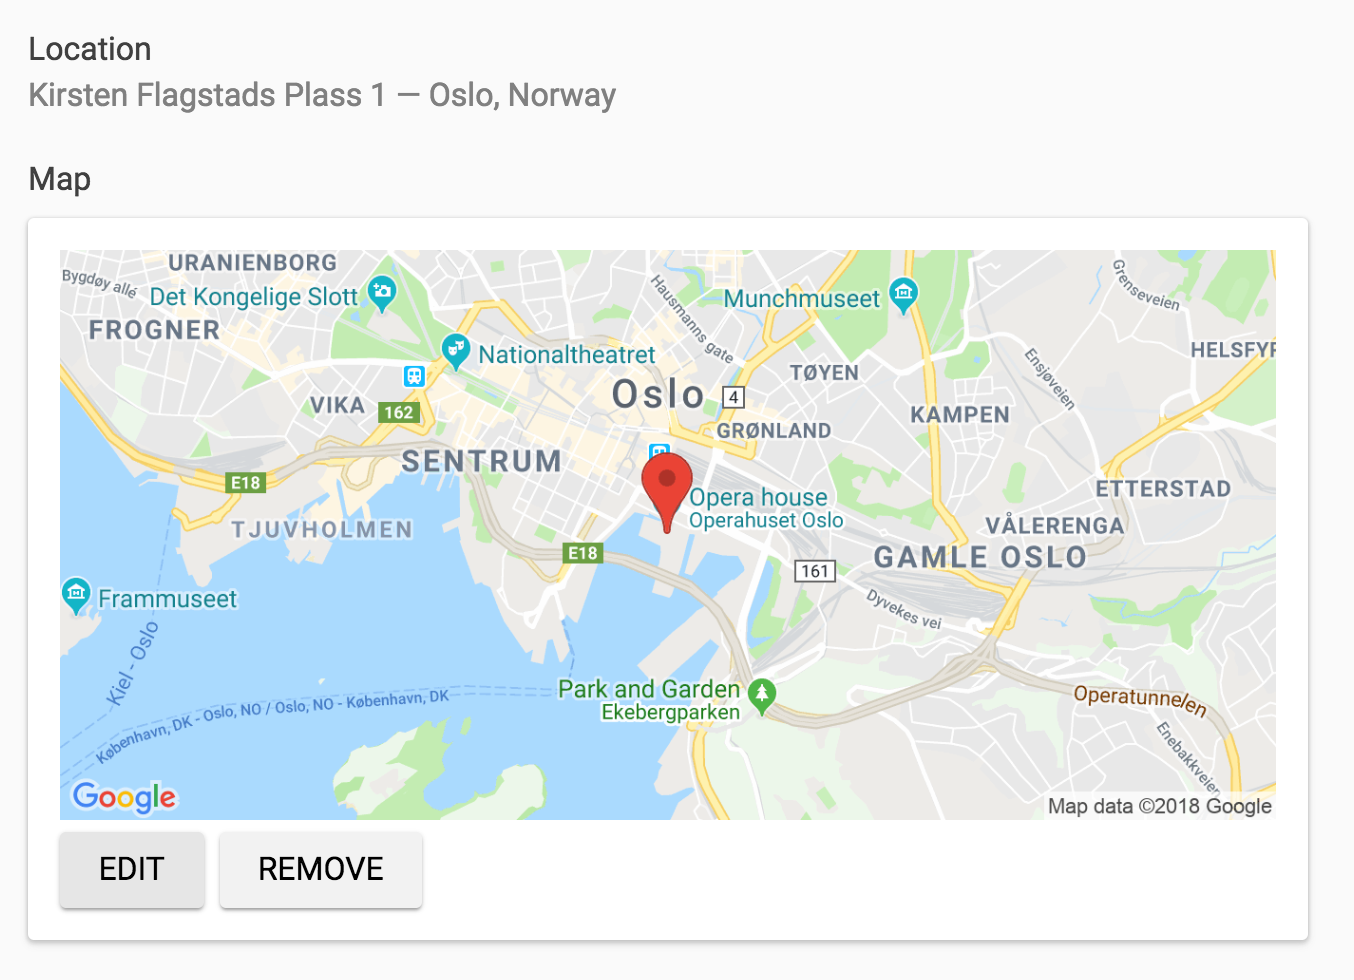 Location
Kirsten Flagstads Plass 1 — Oslo, Norway
Map
URANIENBORG
Bygdøy allé
Det Kongelige Slott
FROGNER
Hausmanns gate
Munchmuseet
Grenseveien
Nationaltheatret
HELSFYR
Ensjøveien
TØYEN
Oslo
4
VIKA
162
KAMPEN
GRØNLAND
SENTRUM
E18
ETTERSTAD
Opera house
Operahuset Oslo
TJUVHOLMEN
VÅLERENGA
E18
GAMLE OSLO
161
Frammuseet
Dyvekes vei
Kiel - Oslo
Park and Garden
Ekebergparken
Operatunnelen
København, DK - Oslo, NO / Oslo, NO - København, DK
Enebakkveien
Google
Map data ©2018 Google
EDIT
REMOVE